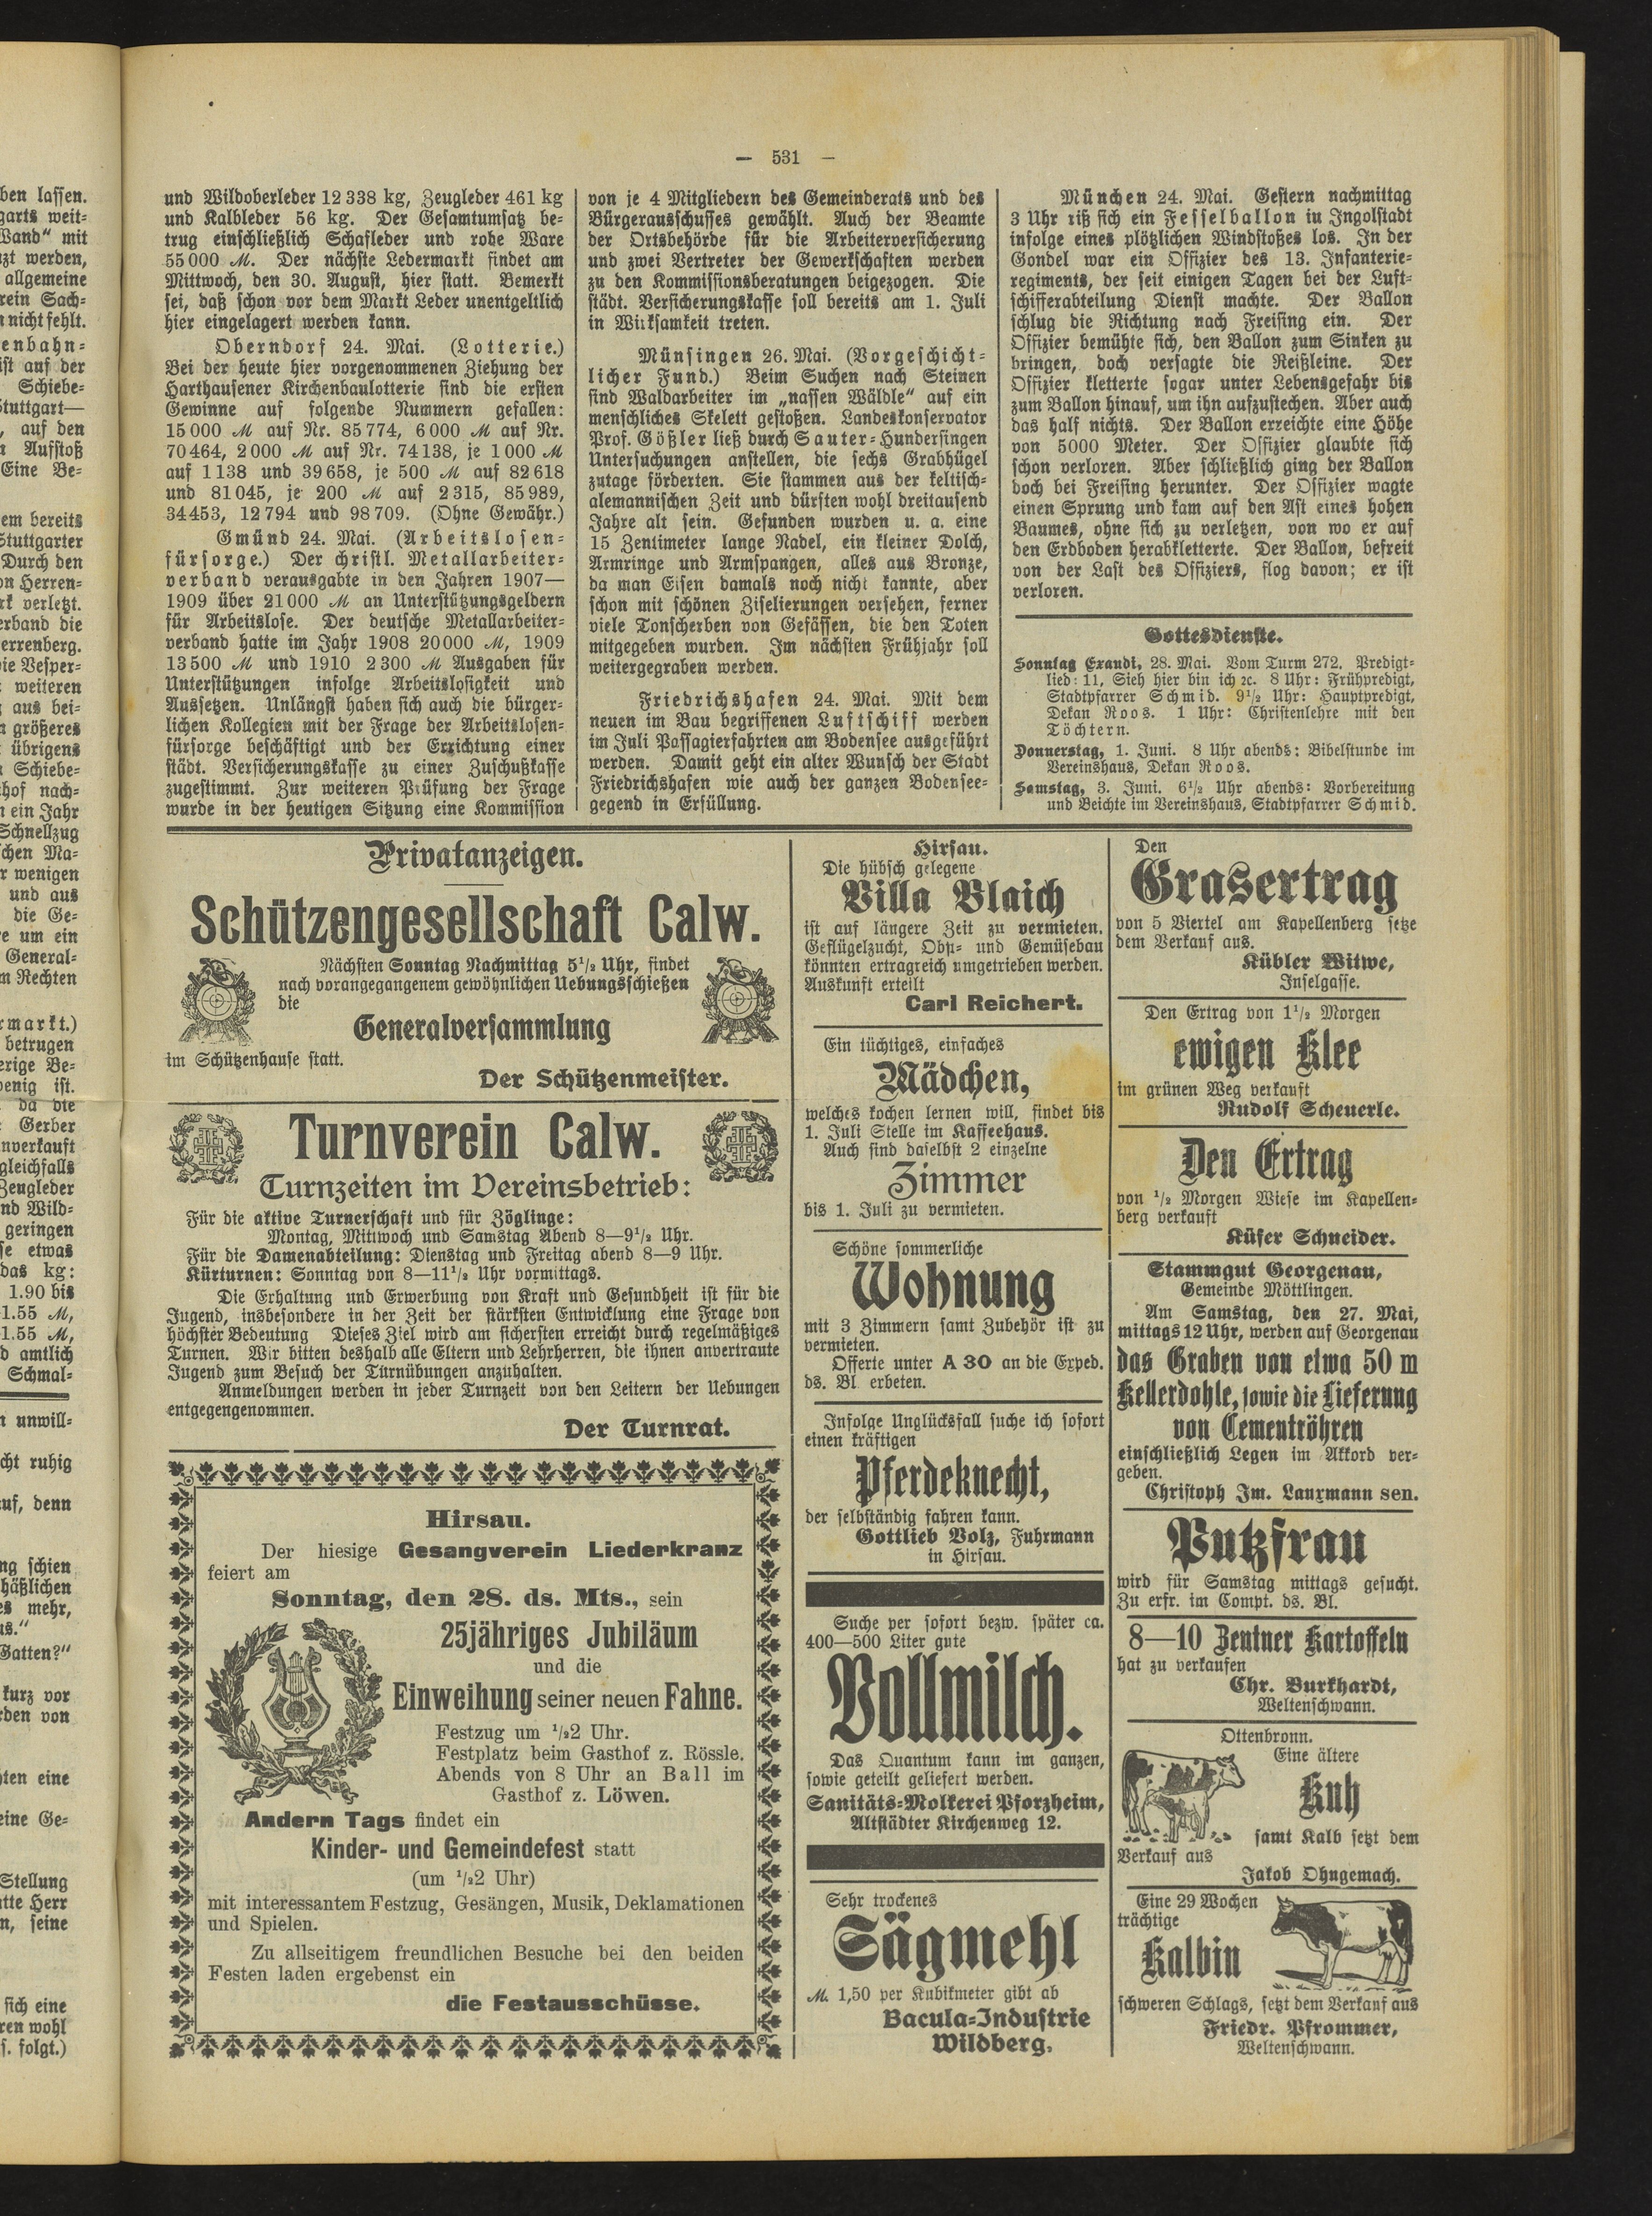 — 531 —
und Wildoberleder 12 338 kg, Zeugleder 461 kg
und Kalbleder 56 kg. Der Gesamtumsatz be-
trug einschließlich Schafleder und rohe Ware
55 000 M. Der nächste Ledermarkt findet am
Mittwoch, den 30. August, hier statt. Bemerkt
sei, daß schon vor dem Markt Leder unentgeltlich
hier eingelagert werden kann.
Oberndorf 24. Mai. (Lotterie.)
Bei der heute hier vorgenommenen Ziehung der
Harthausener Kirchenbaulotterie sind die ersten
Gewinne auf folgende Nummern gefallen:
15 000 M auf Nr. 85 774, 6 000 M auf Nr.
70 464, 2 000 M auf Nr. 74 138, je 1 000 M
auf 1 138 und 39 658, je 500 M auf 82 618
und 81 045, je 200 M auf 2 315, 85 989,
34 453, 12 794 und 98 709. (Ohne Gewähr.)
Gmünd 24. Mai. (Arbeitslosen-
fürsorge.) Der christl. Metallarbeiter-
verband verausgabte in den Jahren 1907—
1909 über 21 000 M an Unterstützungsgeldern
für Arbeitslose. Der deutsche Metallarbeiter-
verband hatte im Jahr 1908 20 000 M, 1909
13 500 M und 1910 2 300 M Ausgaben für
Unterstützungen infolge Arbeitslosigkeit und
Aussetzen. Unlängst haben sich auch die bürger-
lichen Kollegien mit der Frage der Arbeitslosen-
fürsorge beschäftigt und der Errichtung einer
städt. Versicherungskasse zu einer Zuschußkasse
zugestimmt. Zur weiteren Prüfung der Frage
wurde in der heutigen Sitzung eine Kommission
von je 4 Mitgliedern des Gemeinderats und des
Bürgerausschusses gewählt. Auch der Beamte
der Ortsbehörde für die Arbeiterversicherung
und zwei Vertreter der Gewerkschaften werden
zu den Kommissionsberatungen beigezogen. Die
städt. Versicherungskasse soll bereits am 1. Juli
in Wirksamkeit treten.
Münsingen 26. Mai. (Vorgeschicht-
licher Fund.) Beim Suchen nach Steinen
sind Waldarbeiter im „nassen Wäldle“ auf ein
menschliches Skelett gestoßen. Landeskonservator
Prof. Gößler ließ durch Sauter-Hundersingen
Untersuchungen anstellen, die sechs Grabhügel
zutage förderten. Sie stammen aus der keltisch-
alemannischen Zeit und dürften wohl dreitausend
Jahre alt sein. Gefunden wurden u. a. eine
15 Zentimeter lange Nadel, ein kleiner Dolch,
Armringe und Armspangen, alles aus Bronze,
da man Eisen damals noch nicht kannte, aber
schon mit schönen Ziselierungen versehen, ferner
viele Tonscherben von Gefässen, die den Toten
mitgegeben wurden. Im nächsten Frühjahr soll
weitergegraben werden.
Friedrichshafen 24. Mai. Mit dem
neuen im Bau begriffenen Luftschiff werden
im Juli Passagierfahrten am Bodensee ausgeführt
werden. Damit geht ein alter Wunsch der Stadt
Friedrichshafen wie auch der ganzen Bodensee-
gegend in Erfüllung.
München 24. Mai. Gestern nachmittag
3 Uhr riß sich ein Fesselballon iu Ingolstadt
infolge eines plötzlichen Windstoßes los. In der
Gondel war ein Offizier des 13. Infanterie-
regiments, der seit einigen Tagen bei der Luft-
schifferabteilung Dienst machte. Der Ballon
schlug die Richtung nach Freising ein. Der
Offizier bemühte sich, den Ballon zum Sinken zu
bringen, doch versagte die Reißleine. Der
Offizier kletterte sogar unter Lebensgefahr bis
zum Ballon hinauf, um ihn aufzustechen. Aber auch
das half nichts. Der Ballon erreichte eine Höhe
von 5000 Meter. Der Offizier glaubte sich
schon verloren. Aber schließlich ging der Ballon
doch bei Freising herunter. Der Offizier wagte
einen Sprung und kam auf den Ast eines hohen
Baumes, ohne sich zu verletzen, von wo er auf
den Erdboden herabkletterte. Der Ballon, befreit
von der Last des Offiziers, flog davon; er ist
verloren.
Gottesdienste.
Sonntag Exaudi, 28. Mai. Vom Turm 272. Predigt-
lied: 11, Sieh hier bin ich ꝛc. 8 Uhr: Frühpredigt,
Stadtpfarrer Schmid. 9½ Uhr: Hauptpredigt,
Dekan Roos. 1 Uhr: Christenlehre mit den
Töchtern.
Donnerstag, 1. Juni. 8 Uhr abends: Bibelstunde im
Vereinshaus, Dekan Roos.
Samstag, 3. Juni. 6½ Uhr abends: Vorbereitung
und Beichte im Vereinshaus, Stadtpfarrer Schmid.
Privatanzeigen.
Schützengesellschaft Calw.
Nächsten Sonntag Nachmittag 5½ Uhr, findet
nach vorangegangenem gewöhnlichen Uebungsschießen
die
Generalversammlung
im Schützenhause statt.
Der Schützenmeister.
Turnverein Calw.
Turnzeiten im Vereinsbetrieb:
Für die aktive Turnerschaft und für Zöglinge:
Montag, Mittwoch und Samstag Abend 8—9½ Uhr.
Für die Damenabteilung: Dienstag und Freitag abend 8—9 Uhr.
Kürturnen: Sonntag von 8—11½ Uhr vormittags.
Die Erhaltung und Erwerbung von Kraft und Gesundheit ist für die
Jugend, insbesondere in der Zeit der stärksten Entwicklung eine Frage von
höchster Bedeutung Dieses Ziel wird am sichersten erreicht durch regelmäßiges
Turnen. Wir bitten deshalb alle Eltern und Lehrherren, die ihnen anvertraute
Jugend zum Besuch der Türnübungen anzuhalten.
Anmeldungen werden in jeder Turnzeit von den Leitern der Uebungen
entgegengenommen.
Der Turnrat.
Hirsau.
Der hiesige Gesangverein Liederkranz
feiert am
Sonntag, den 28. ds. Mts., sein
25jähriges Jubiläum
und die
Einweihung seiner neuen Fahne.
Festzug um ½2 Uhr.
Festplatz beim Gasthof z. Rössle.
Abends von 8 Uhr an Ball im
Gasthof z. Löwen.
Andern Tags findet ein
Kinder- und Gemeindefest statt
(um ½2 Uhr)
mit interessantem Festzug, Gesängen, Musik, Deklamationen
und Spielen.
Zu allseitigem freundlichen Besuche bei den beiden
Festen laden ergebenst ein
die Festausschüsse.
Hirsau.
Die hübsch gelegene
Villa Blaich
ist auf längere Zeit zu vermieten.
Geflügelzucht, Obst- und Gemüsebau
könnten ertragreich umgetrieben werden.
Auskunft erteilt
Carl Reichert.
Ein tüchtiges, einfaches
Mädchen,
welches kochen lernen will, findet bis
1. Juli Stelle im Kaffeehaus.
Auch sind daselbst 2 einzelne
Zimmer
bis 1. Juli zu vermieten.
Schöne sommerliche
Wohnung
mit 3 Zimmern samt Zubehör ist zu
vermieten.
Offerte unter A 30 an die Exped.
ds. Bl erbeten.
Infolge Unglücksfall suche ich sofort
einen kräftigen
Pferdeknecht,
der selbständig fahren kann.
Gottlieb Volz, Fuhrmann
in Hirsau.
Suche per sofort bezw. später ca.
400—500 Liter gute
Vollmilch.
Das Quantum kann im ganzen,
sowie geteilt geliefert werden.
Sanitäts-Molkerei Pforzheim,
Altstädter Kirchenweg 12.
Sehr trockenes
Sägmehl
M. 1,50 per Kubikmeter gibt ab
Bacula-Industrie
Wildberg.
Den
Grasertrag
von 5 Viertel am Kapellenberg setze
dem Verkauf aus.
Kübler Witwe,
Inselgasse.
Den Ertrag von 1½ Morgen
ewigen Klee
im grünen Weg verkauft
Rudolf Scheuerle.
Den Ertrag
von ½ Morgen Wiese im Kapellen-
berg verkauft
Küfer Schneider.
Stammgut Georgenau,
Gemeinde Möttlingen.
Am Samstag, den 27. Mai,
mittags 12 Uhr, werden auf Georgenau
das Graben von etwa 50 m
Kellerdohle, sowie die Lieferung
von Cementröhren
einschließlich Legen im Akkord ver-
geben.
Christoph Im. Lauxmann sen.
Putzfrau
wird für Samstag mittags gesucht.
Zu erfr. im Compt. ds. Bl.
8—10 Zentner Kartoffeln
hat zu verkaufen
Chr. Burkhardt,
Weltenschwann.
Ottenbronn.
Eine ältere
Kuh
samt Kalb setzt dem
Verkauf aus
Jakob Ohngemach.
Eine 29 Wochen
trächtige
Kalbin
schweren Schlags, setzt dem Verkauf aus
Friedr. Pfrommer,
Weltenschwann.